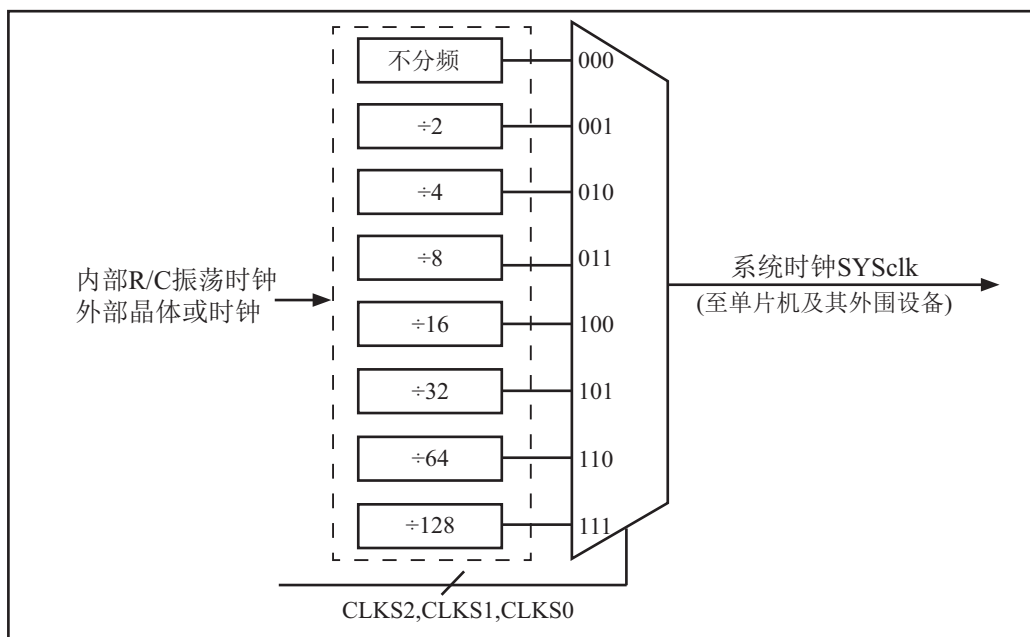 不分频
000
÷2
001
÷4
010
÷8
011
÷16
100
÷32
101
÷64
110
÷128
111
内部R/C振荡时钟
外部晶体或时钟
系统时钟SYSclk
(至单片机及其外围设备)
CLKS2,CLKS1,CLKS0